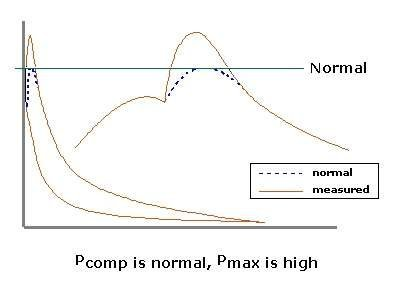 Normal
normal
measured
Pcomp is normal, Pmax is high